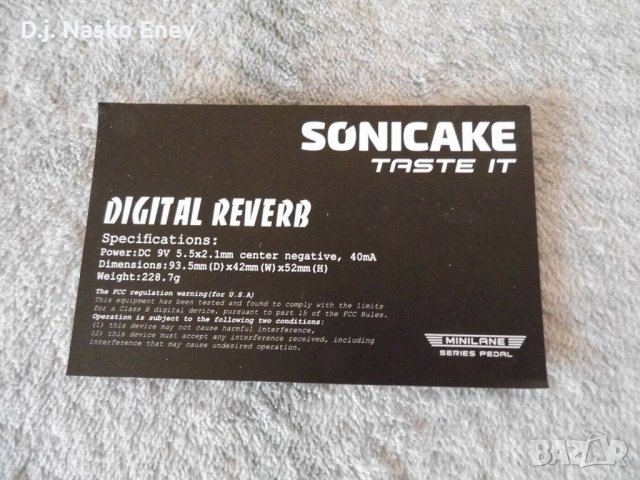 D.j. Nasko Enev
SONICAKE
TASTE IT
DIGITAL REVERB
Specifications:
Power:DC 9V 5.5x2.1mm center negative, 40mA
Dimensions:93.5mm(D)x42mm(W)x52mm(H)
Weight:228.7g
The FCC regulation warning(for U.S.A)
This equipment has been tested and found to comply with the limits
for a Class B digital device, pursuant to part 15 of the FCC Rules.
Operation is subject to the following two conditions:
(1) this device may not cause harmful interference,
(2) this device must accept any interference received, including
interference that may cause undesired operation.
MINILANE
SERIES PEDAL
BAZAR